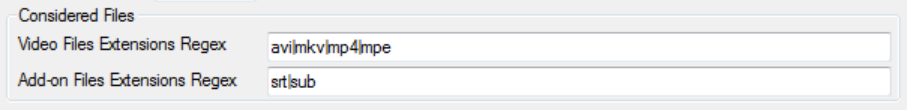 Considered Files
Video Files Extensions Regex avi|mkv|mp4|mpe
Add-on Files Extensions Regex srt|sub